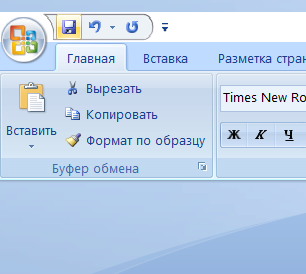 Главная Вставка Разметка стран
Вырезать
Times New Ro
Копировать
Вставить
Формат по образцу
Ж К Ч
Буфер обмена